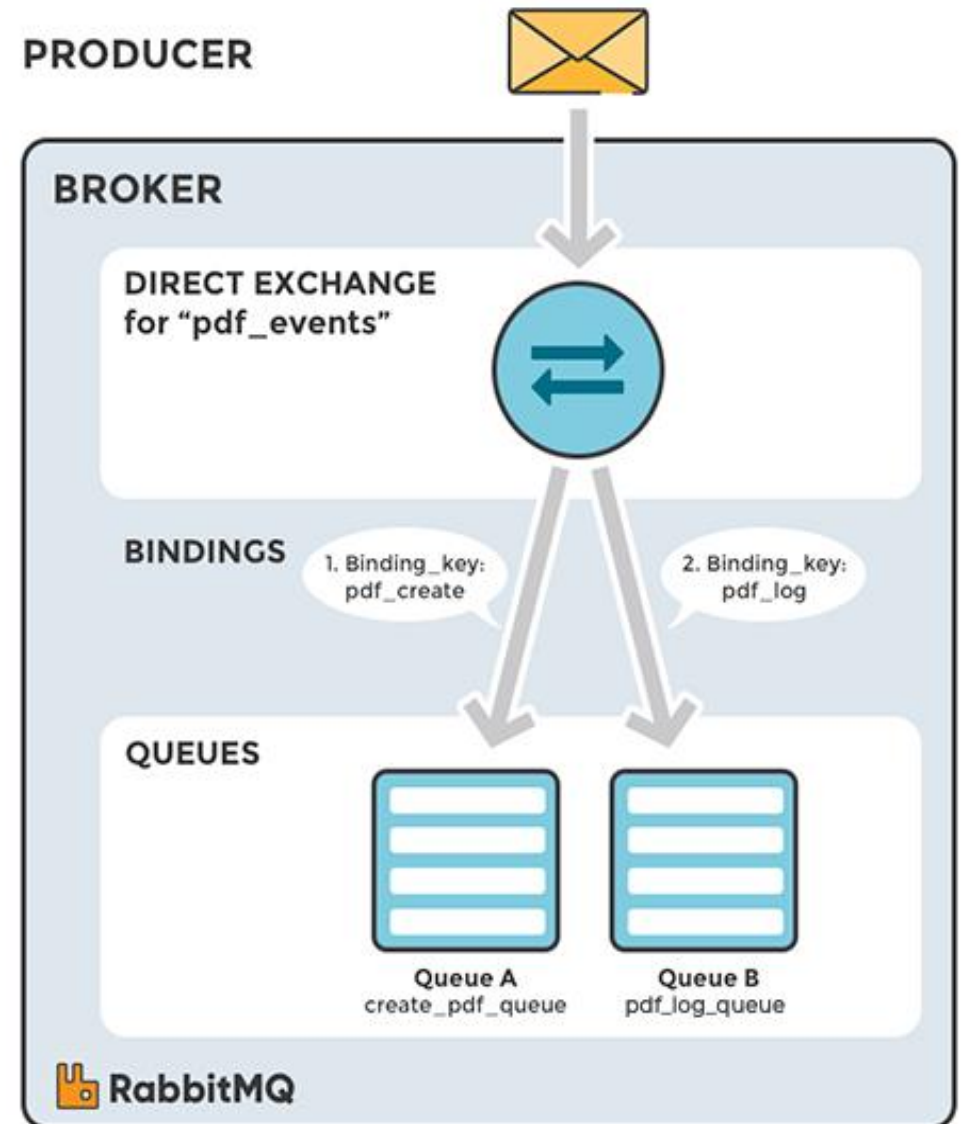 PRODUCER
BROKER
DIRECT EXCHANGE
for “pdf_events”
BINDINGS
1. Binding_key:
pdf_create
2. Binding_key:
pdf_log
QUEUES
Queue A
create_pdf_queue
Queue B
pdf_log_queue
RabbitMQ